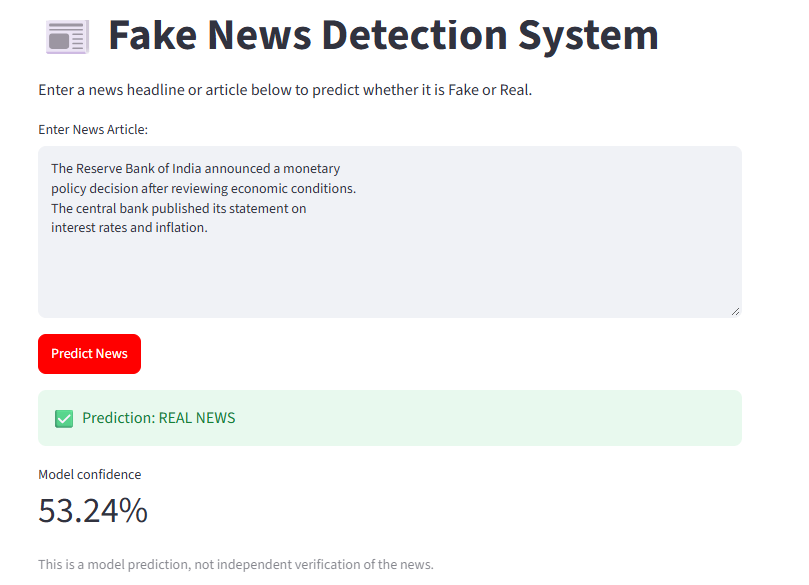 Fake News Detection System
Enter a news headline or article below to predict whether it is Fake or Real.
Enter News Article:
The Reserve Bank of India announced a monetary
policy decision after reviewing economic conditions.
The central bank published its statement on
interest rates and inflation.
Predict News
Prediction: REAL NEWS
Model confidence
53.24%
This is a model prediction, not independent verification of the news.